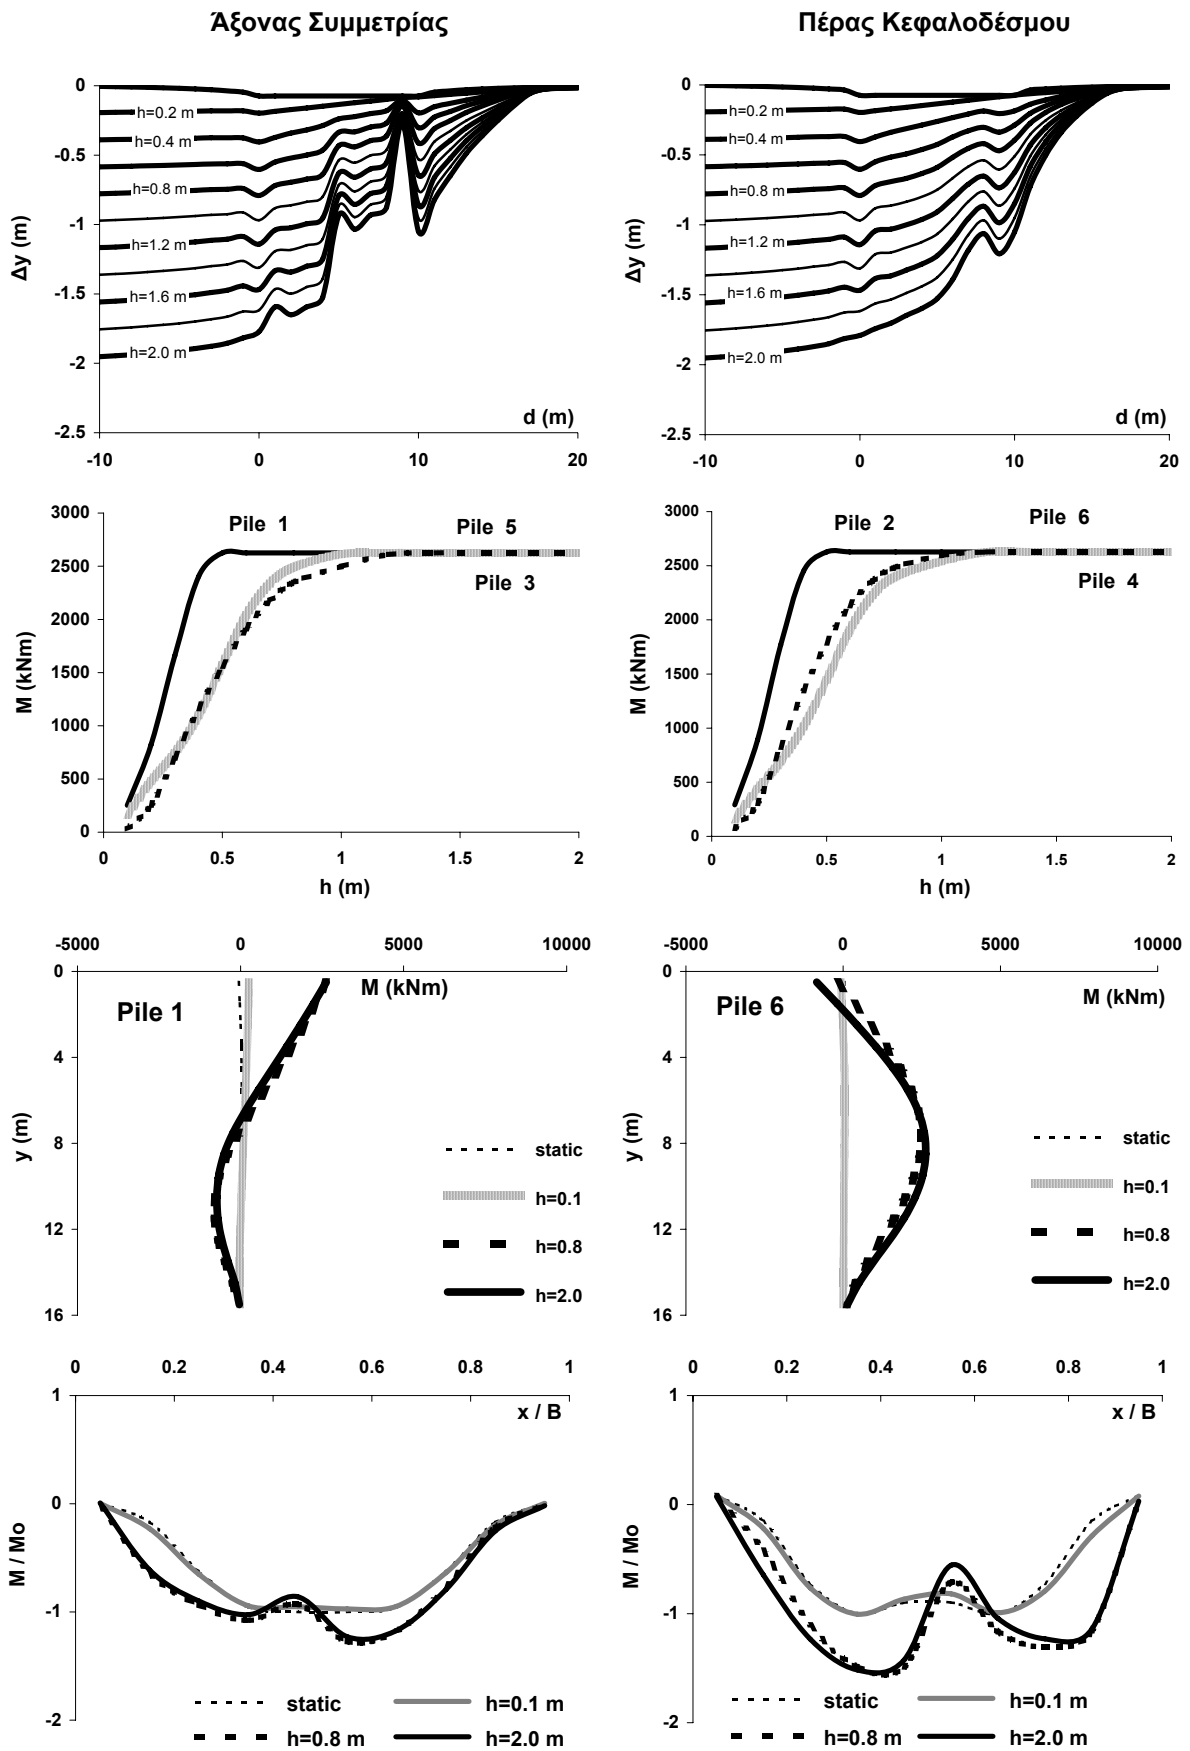 Άξονας Συμμετρίας
Πέρας Κεφαλοδέσμου
0
-0.5
-1
-1.5
-2
-2.5
Δy (m)
h=0.2 m
h=0.4 m
h=0.8 m
h=1.2 m
h=1.6 m
h=2.0 m
d (m)
-10
0
10
20
0
-0.5
-1
-1.5
-2
-2.5
Δy (m)
h=0.2 m
h=0.4 m
h=0.8 m
h=1.2 m
h=1.6 m
h=2.0 m
d (m)
-10
0
10
20
3000
2500
2000
1500
1000
500
0
M (kNm)
Pile 1
Pile 5
Pile 3
0
0.5
1
1.5
2
h (m)
3000
2500
2000
1500
1000
500
0
M (kNm)
Pile 2
Pile 6
Pile 4
0
0.5
1
1.5
2
h (m)
-5000
0
5000
10000
M (kNm)
0
4
8
12
16
y (m)
Pile 1
static
h=0.1
h=0.8
h=2.0
-5000
0
5000
10000
M (kNm)
0
4
8
12
16
y (m)
Pile 6
static
h=0.1
h=0.8
h=2.0
0
0.2
0.4
0.6
0.8
1
x / B
1
0
-1
-2
M / Mo
static
h=0.1 m
h=0.8 m
h=2.0 m
0
0.2
0.4
0.6
0.8
1
x / B
1
0
-1
-2
M / Mo
static
h=0.1 m
h=0.8 m
h=2.0 m